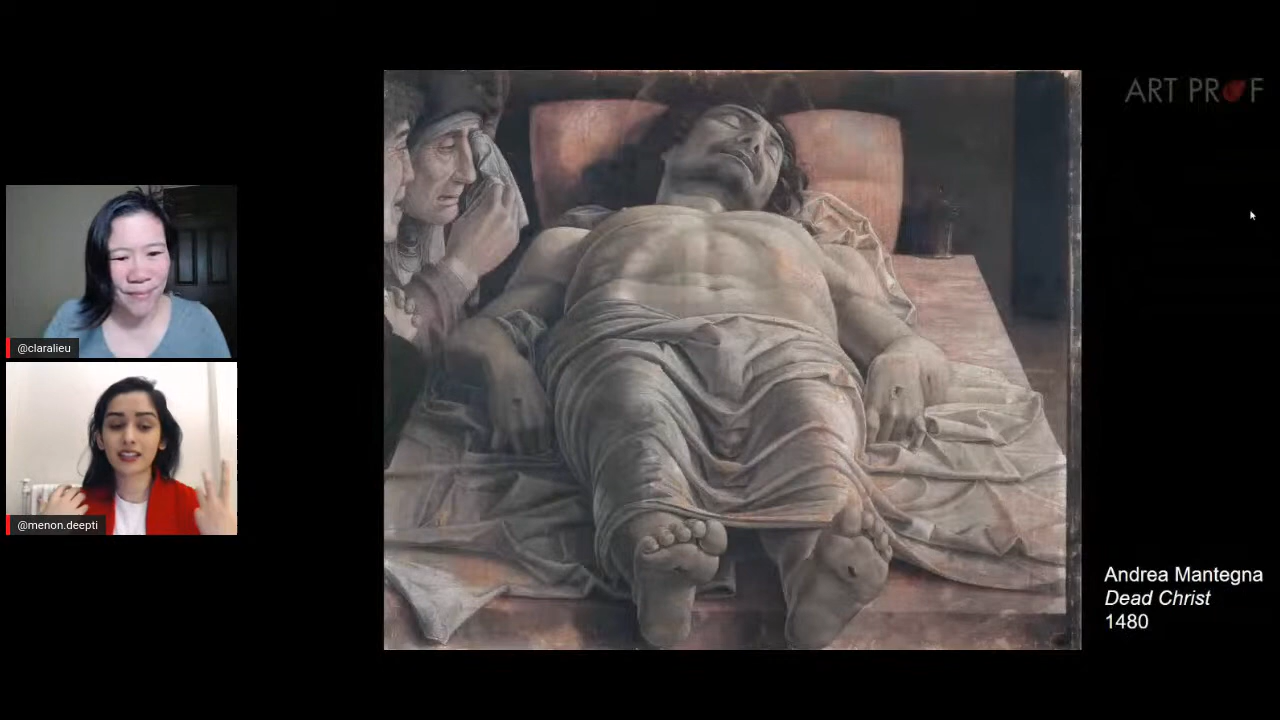 ART PROF
@claralieu
@menon.deepti
Andrea Mantegna
Dead Christ
1480